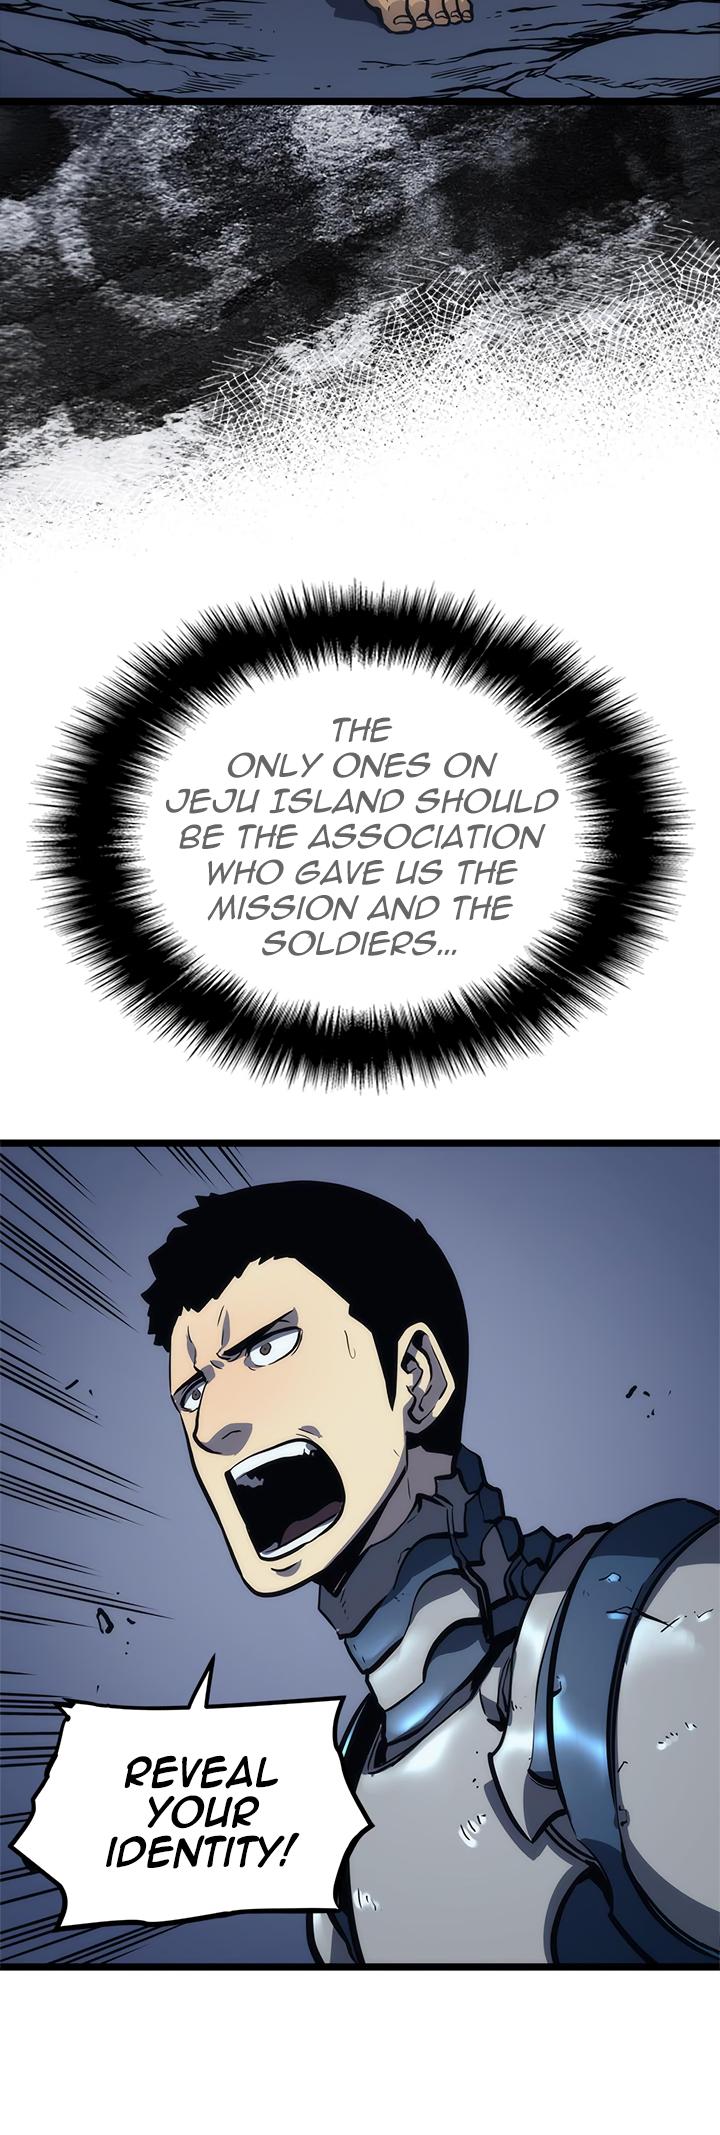 THE
ONLY ONES ON
JEJU ISLAND SHOULD
BE THE ASSOCIATION
WHO GAVE US THE
MISSION AND THE
SOLDIERS...
REVEAL
YOUR
IDENTITY!